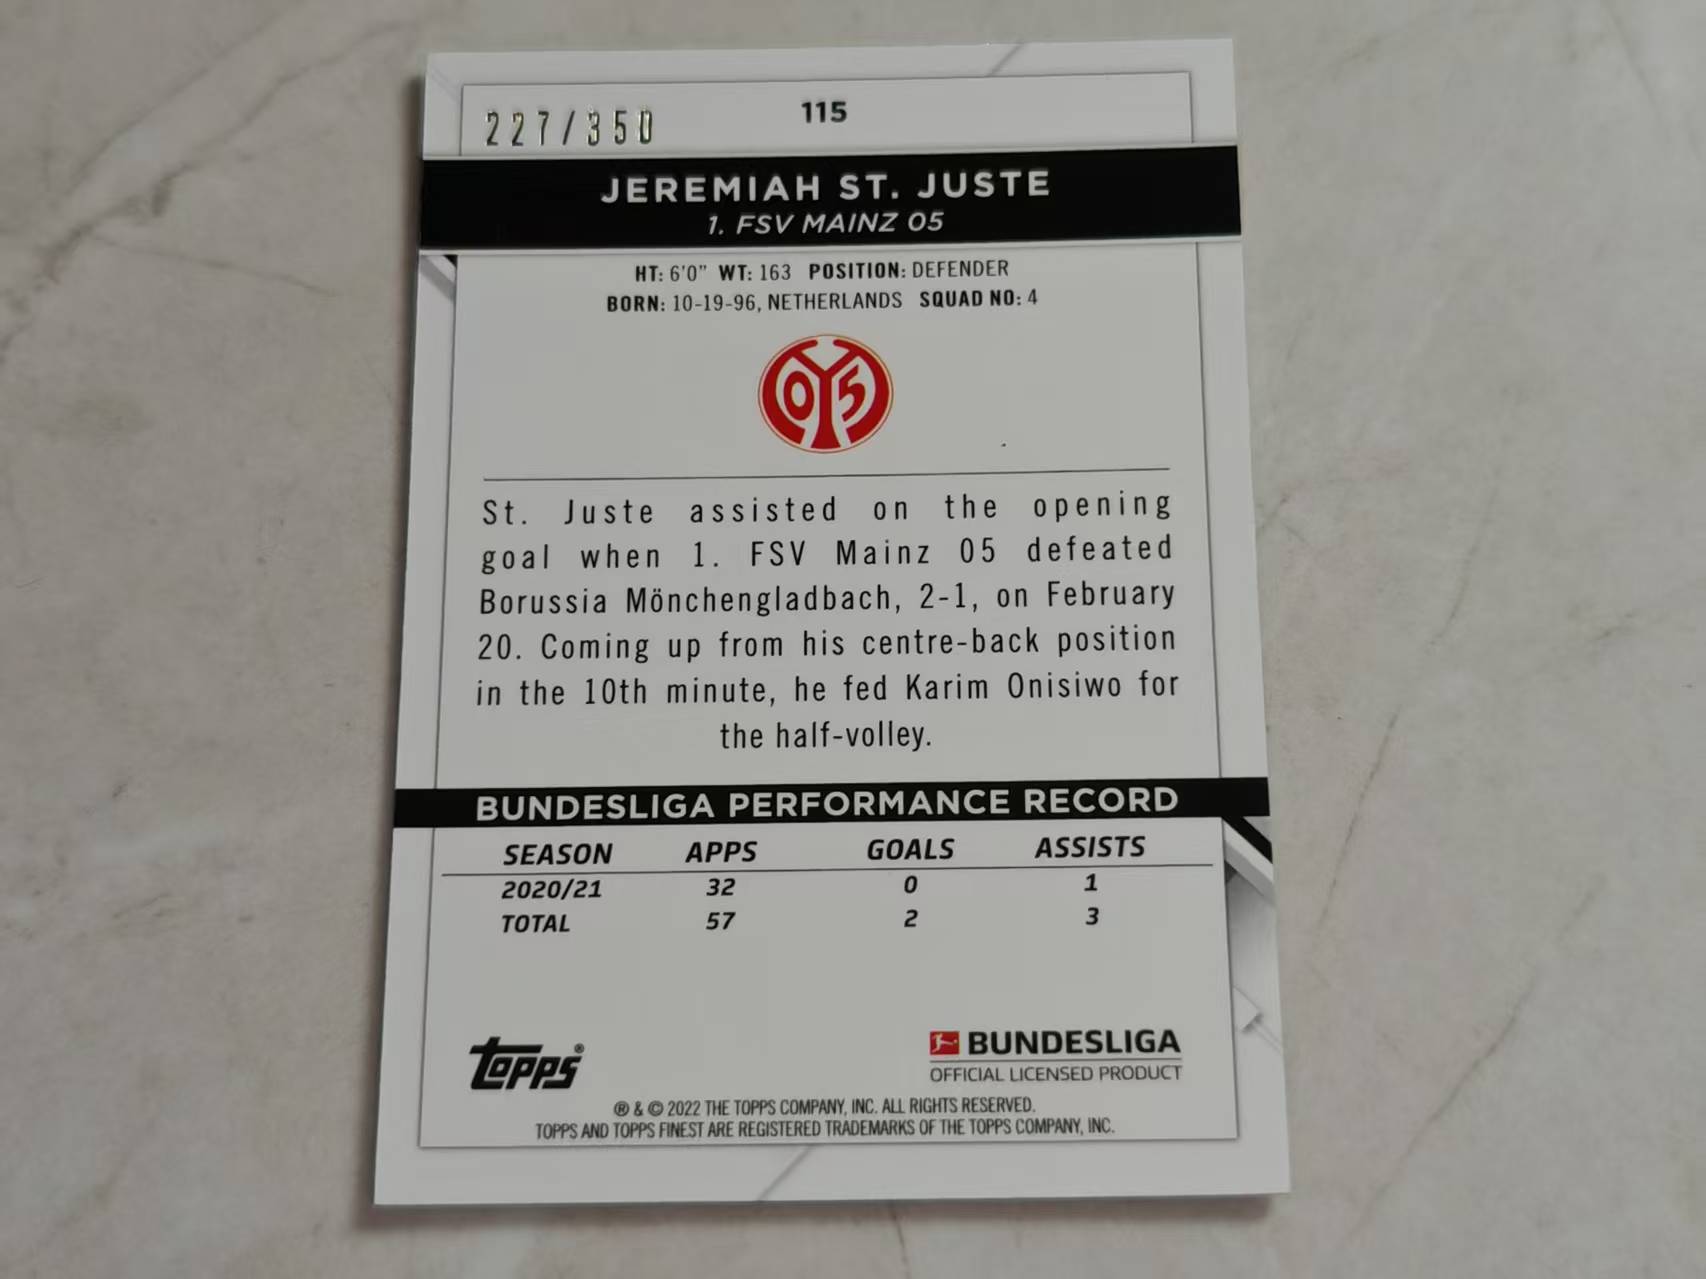 227/350
115
JEREMIAH ST. JUSTE
1. FSV MAINZ 05
HT: 6'0" WT: 163 POSITION: DEFENDER
BORN: 10-19-96, NETHERLANDS SQUAD NO: 4
05
St. Juste assisted on the opening
goal when 1. FSV Mainz 05 defeated
Borussia Mönchengladbach, 2-1, on February
20. Coming up from his centre-back position
in the 10th minute, he fed Karim Onisiwo for
the half-volley.
BUNDESLIGA PERFORMANCE RECORD
SEASON APPS GOALS ASSISTS
2020/21 32 0 1
TOTAL 57 2 3
topps®
BUNDESLIGA
OFFICIAL LICENSED PRODUCT
® & © 2022 THE TOPPS COMPANY, INC. ALL RIGHTS RESERVED.
TOPPS AND TOPPS FINEST ARE REGISTERED TRADEMARKS OF THE TOPPS COMPANY, INC.